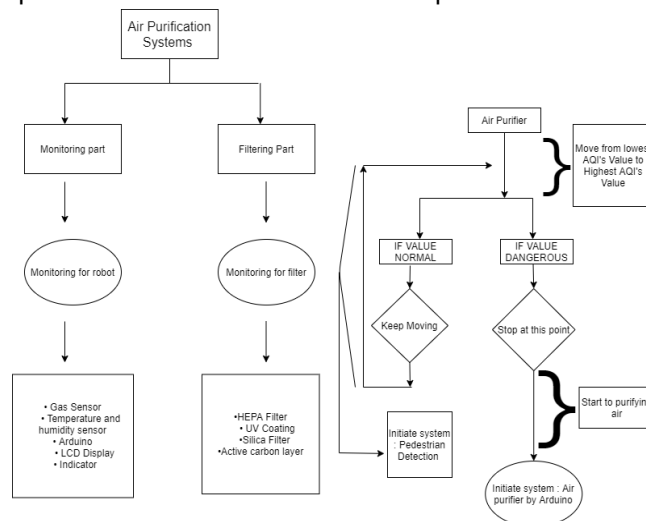 Air Purification
Systems
Monitoring part
Filtering Part
Monitoring for robot
Monitoring for filter
• Gas Sensor
• Temperature and
humidity sensor
• Arduino
• LCD Display
• Indicator
•HEPA Filter
• UV Coating
•Silica Filter
•Active carbon layer
Air Purifier
Move from lowest
AQI's Value to
Highest AQI's
Value
IF VALUE
NORMAL
IF VALUE
DANGEROUS
Keep Moving
Stop at this point
Start to purifying
air
Initiate system
: Pedestrian
Detection
Initiate system : Air
purifier by Arduino